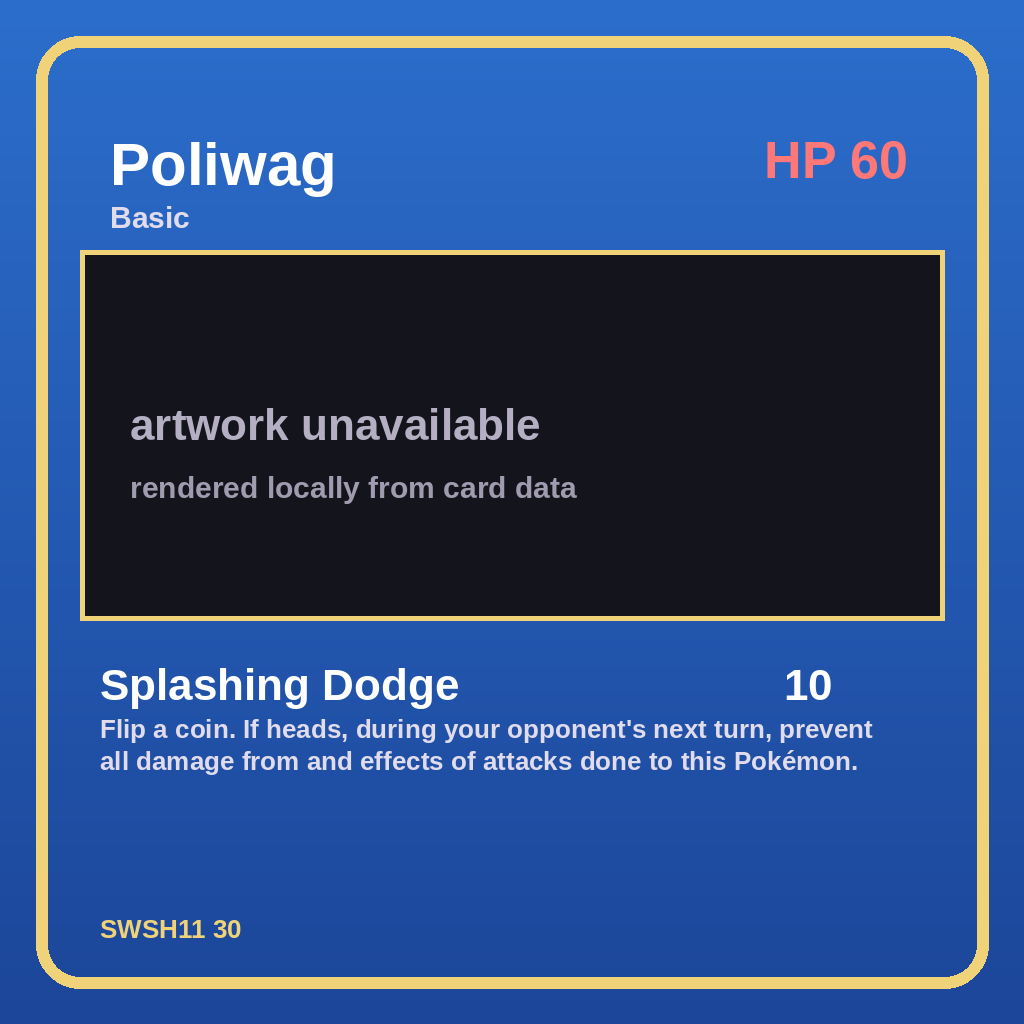 Poliwag
HP 60
Basic
artwork unavailable
rendered locally from card data
Splashing Dodge
10
Flip a coin. If heads, during your opponent's next turn, prevent
all damage from and effects of attacks done to this Pokémon.
SWSH11 30